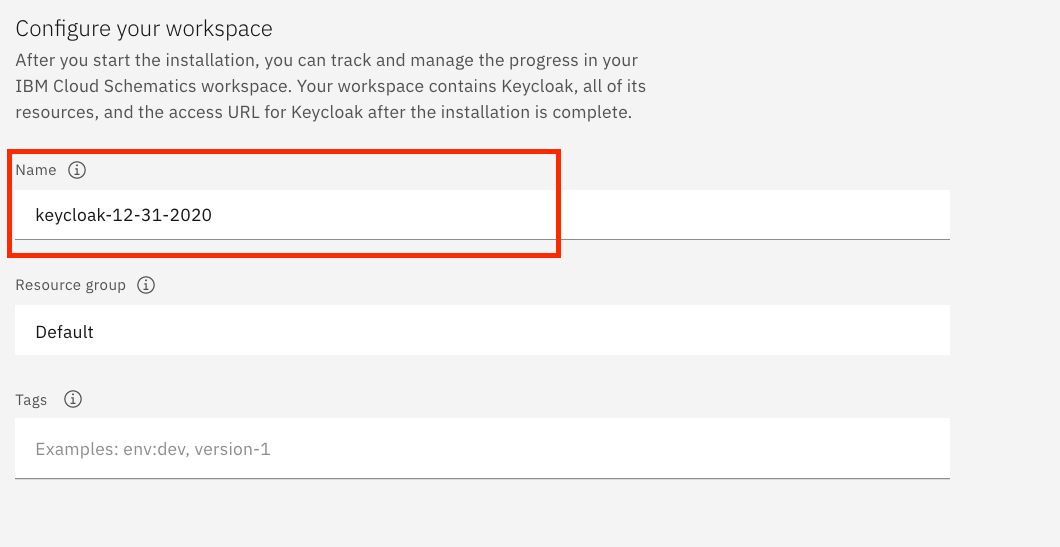 Configure your workspace
After you start the installation, you can track and manage the progress in your
IBM Cloud Schematics workspace. Your workspace contains Keycloak, all of its
resources, and the access URL for Keycloak after the installation is complete.
Name
keycloak-12-31-2020
Resource group
Default
Tags
Examples: env:dev, version-1